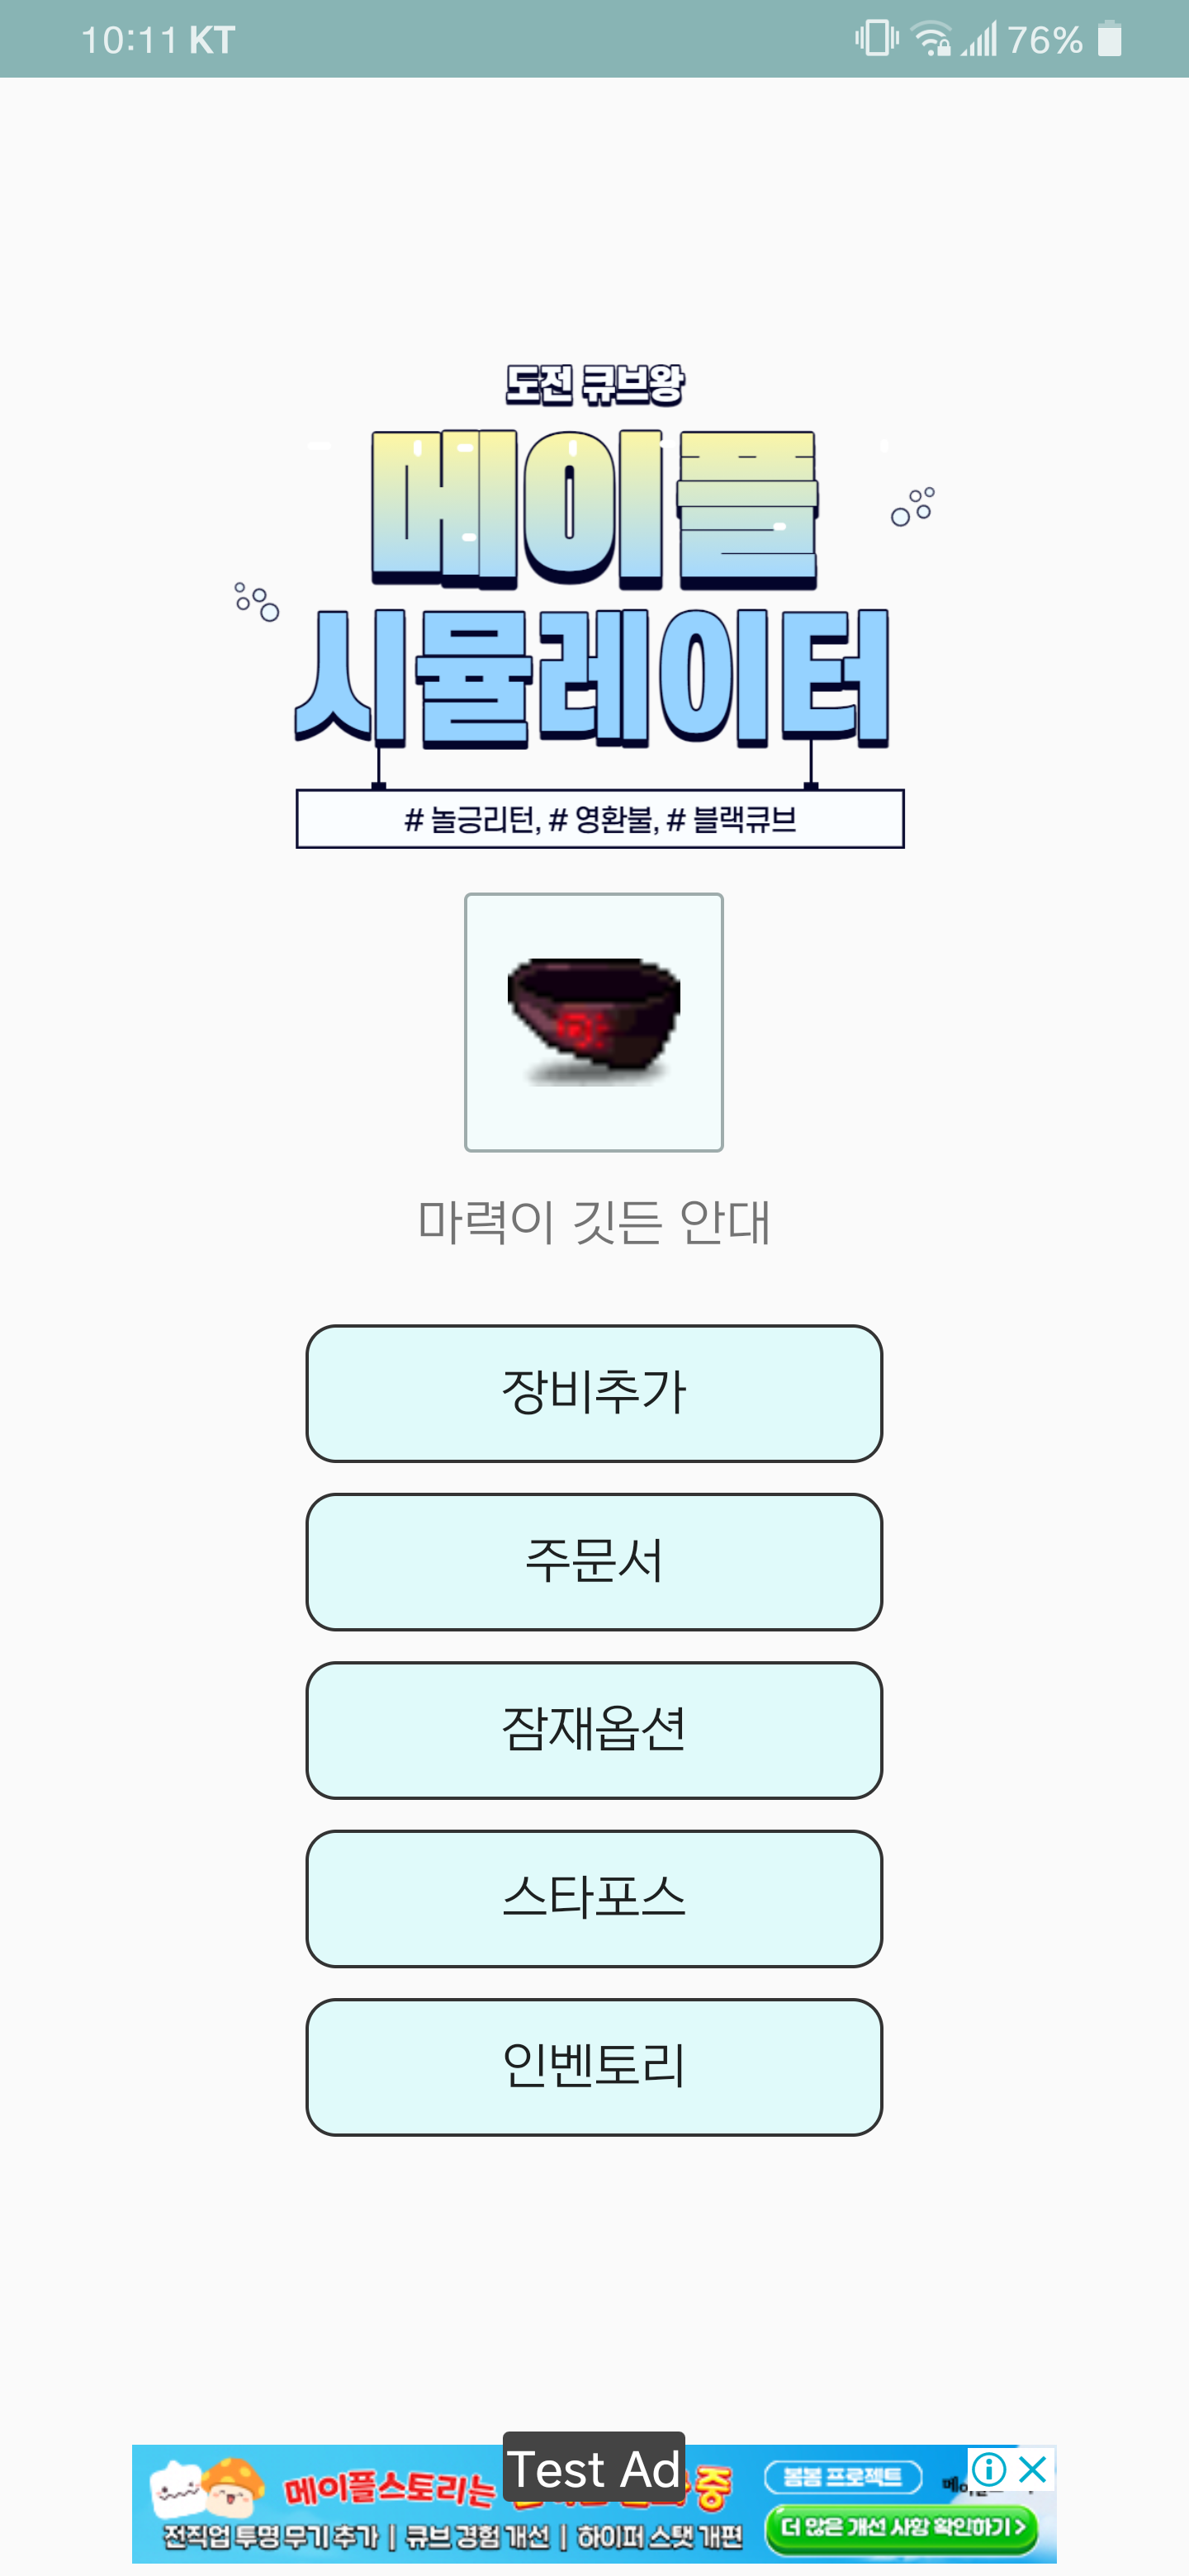 10:11 KT 76%
도전 큐브왕
메이플
시뮬레이터
# 놀긍리턴, # 영환불, # 블랙큐브
마력이 깃든 안대
장비추가
주문서
잠재옵션
스타포스
인벤토리
Test Ad
메이플스토리는 중
봄봄 프로젝트
전직업 투명 무기 추가 | 큐브 경험 개선 | 하이퍼 스탯 개편
더 많은 개선 사항 확인하기 >